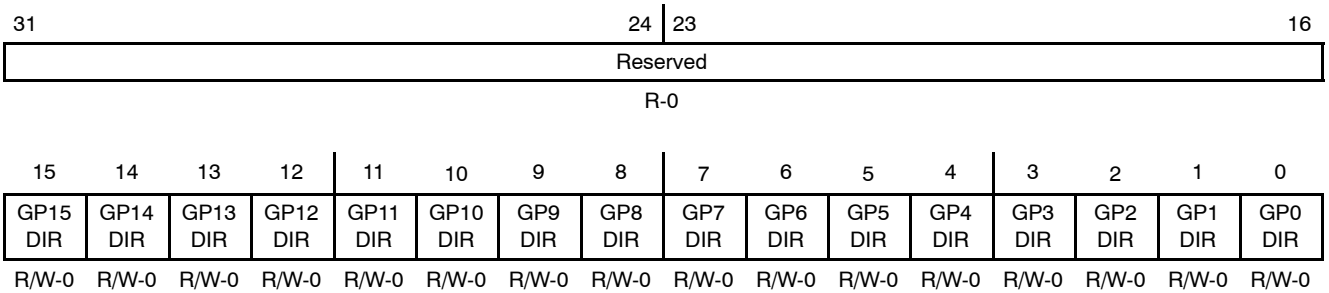 31 24 23 16
Reserved
R-0
15 14 13 12 11 10 9 8 7 6 5 4 3 2 1 0
GP15 GP14 GP13 GP12 GP11 GP10 GP9 GP8 GP7 GP6 GP5 GP4 GP3 GP2 GP1 GP0
DIR DIR DIR DIR DIR DIR DIR DIR DIR DIR DIR DIR DIR DIR DIR DIR
R/W-0 R/W-0 R/W-0 R/W-0 R/W-0 R/W-0 R/W-0 R/W-0 R/W-0 R/W-0 R/W-0 R/W-0 R/W-0 R/W-0 R/W-0 R/W-0